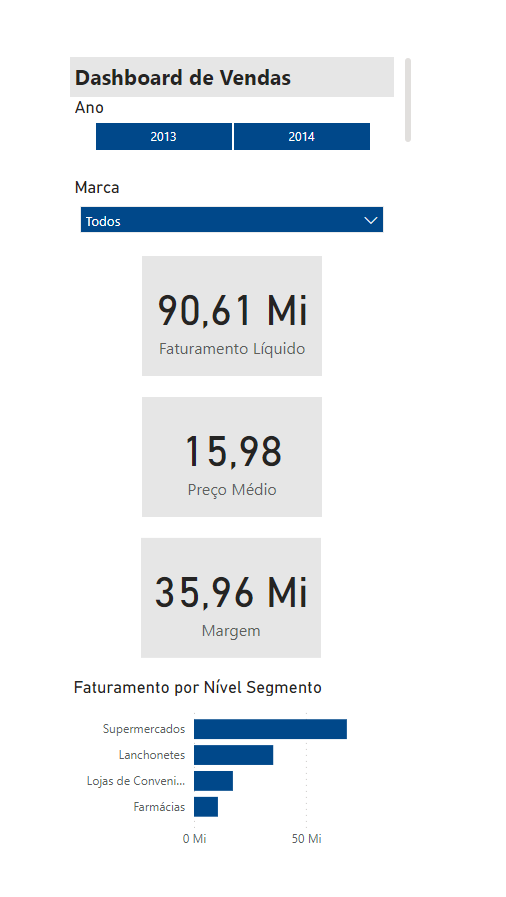 Dashboard de Vendas
Ano
2013 2014
Marca
Todos
90,61 Mi
Faturamento Líquido
15,98
Preço Médio
35,96 Mi
Margem
Faturamento por Nível Segmento
Supermercados
Lanchonetes
Lojas de Conveni...
Farmácias
0 Mi 50 Mi